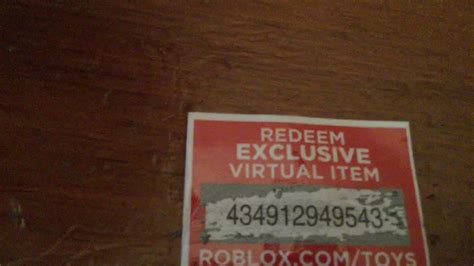 REDEEM
EXCLUSIVE
VIRTUAL ITEM
434912949543
ROBLOX.COM/TOYS